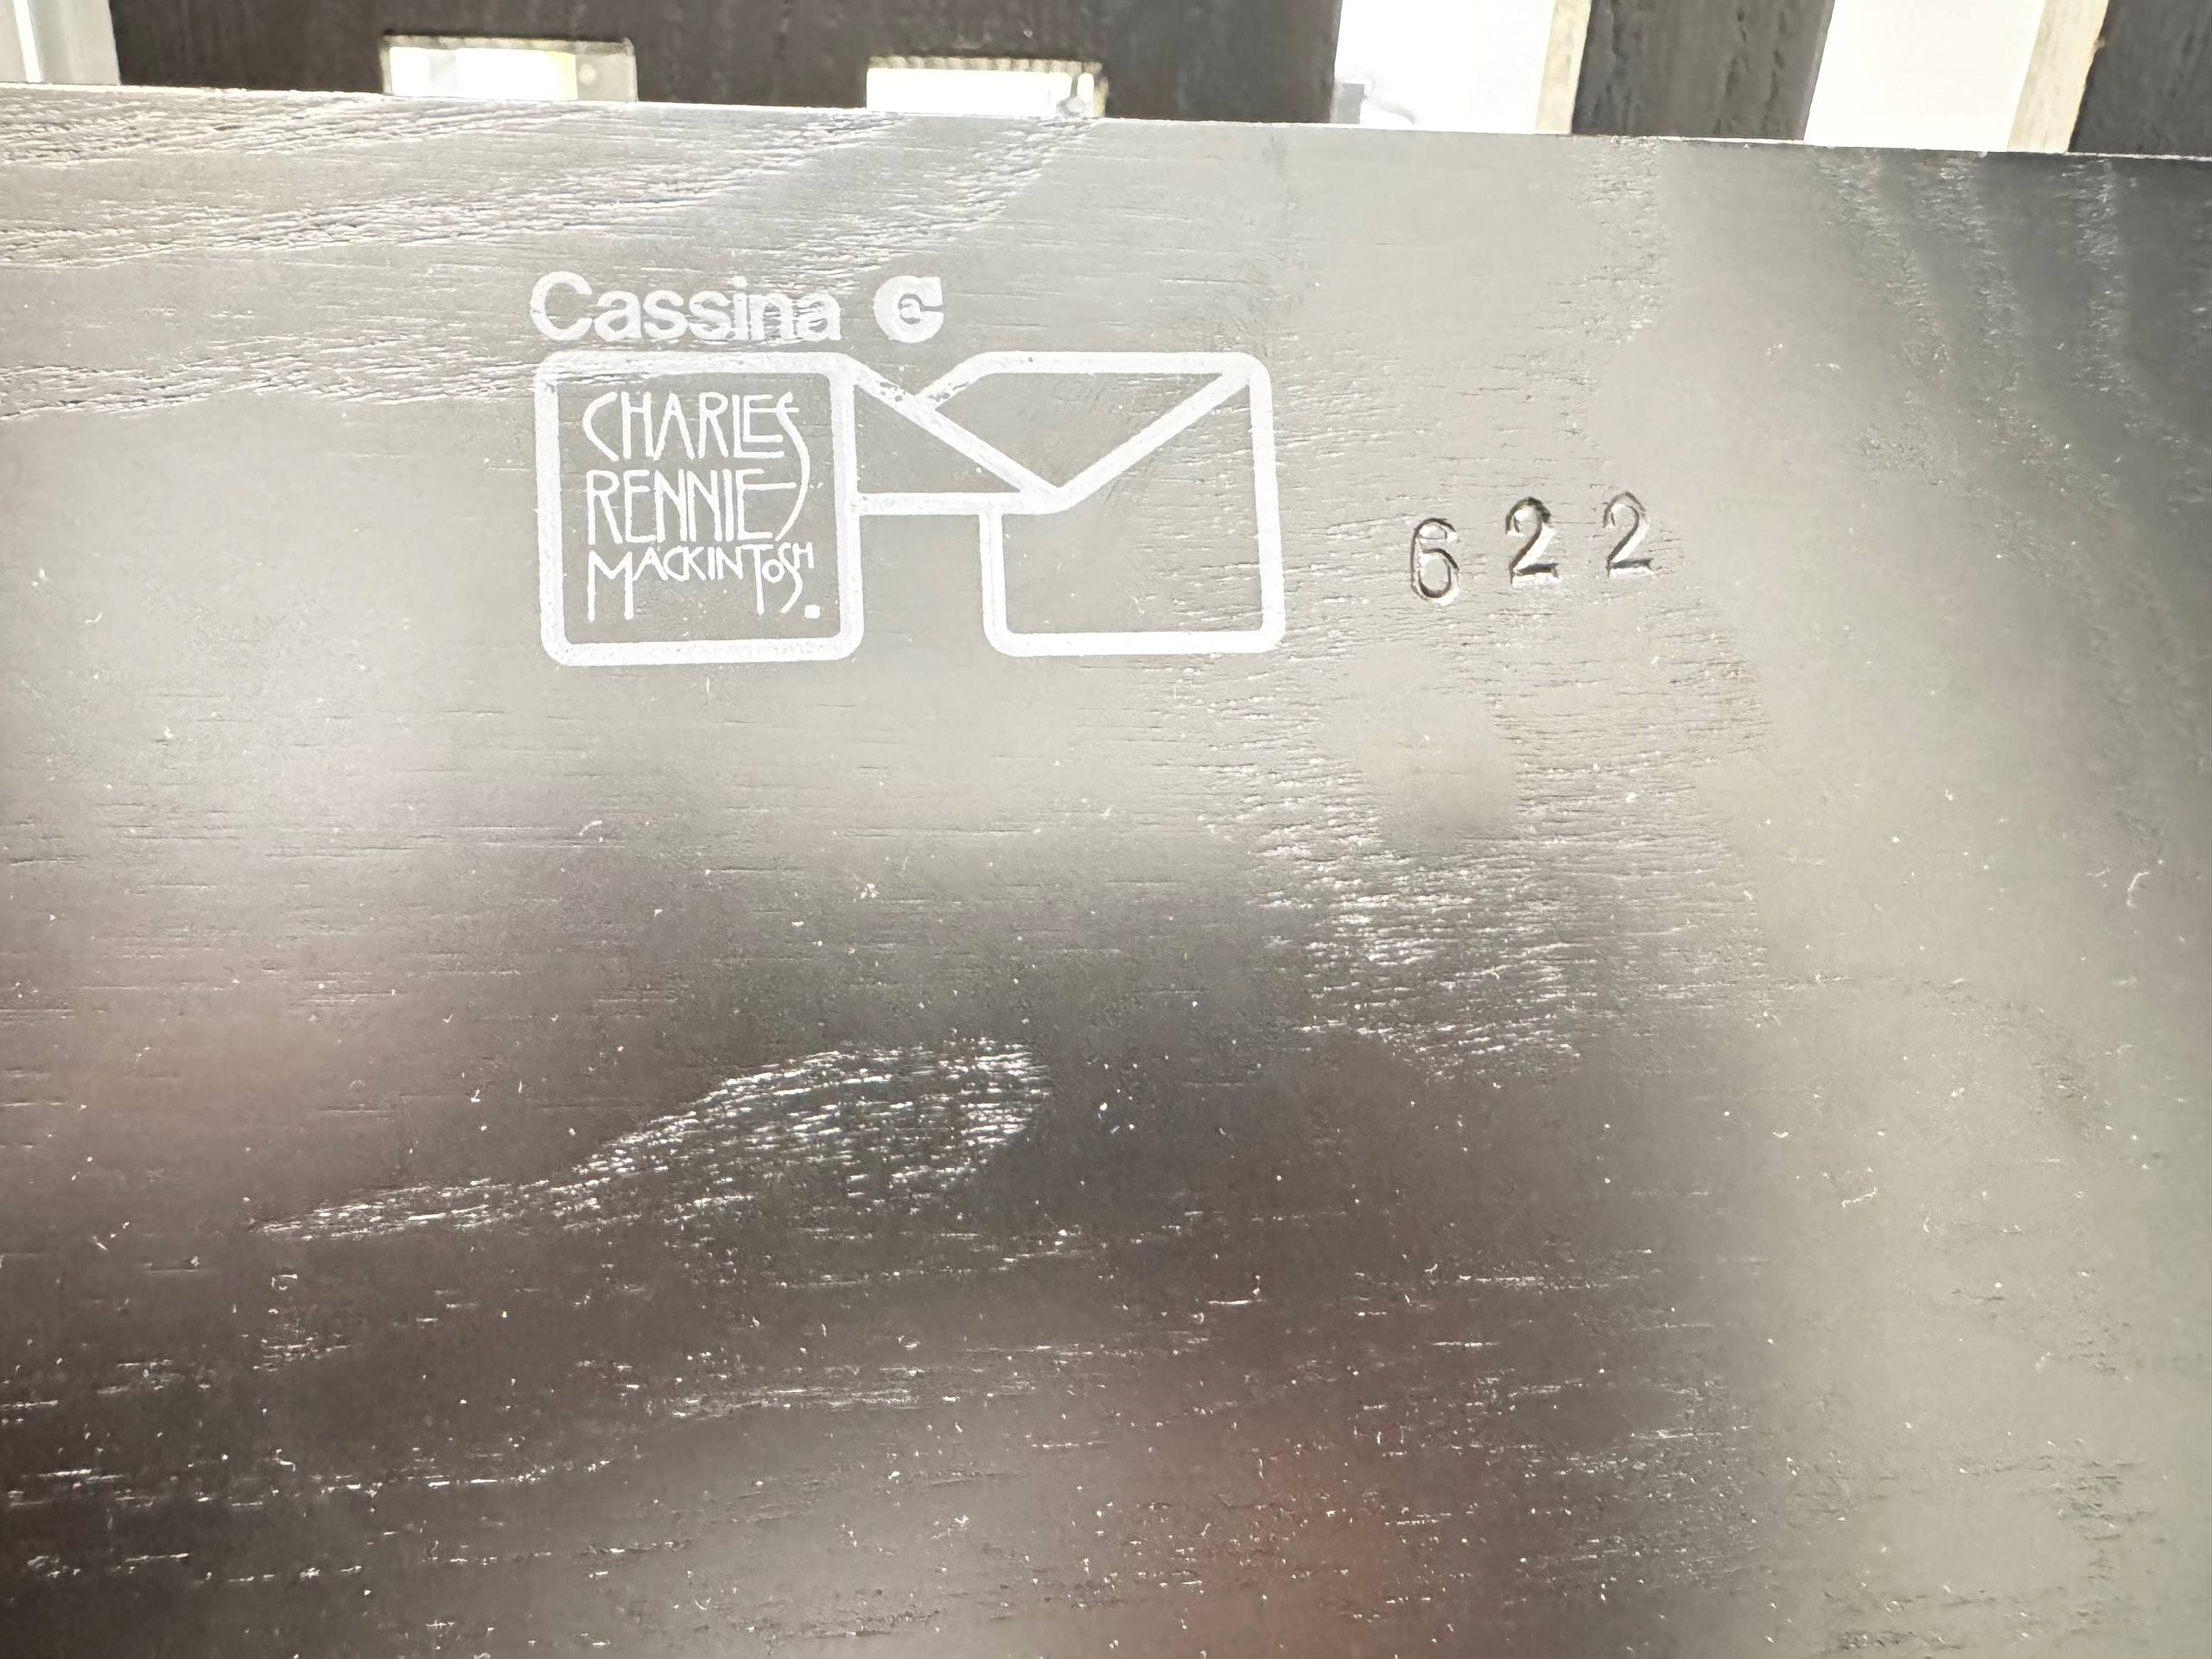 Cassina C
CHARLES
RENNIE
MACKINTOSH.
622